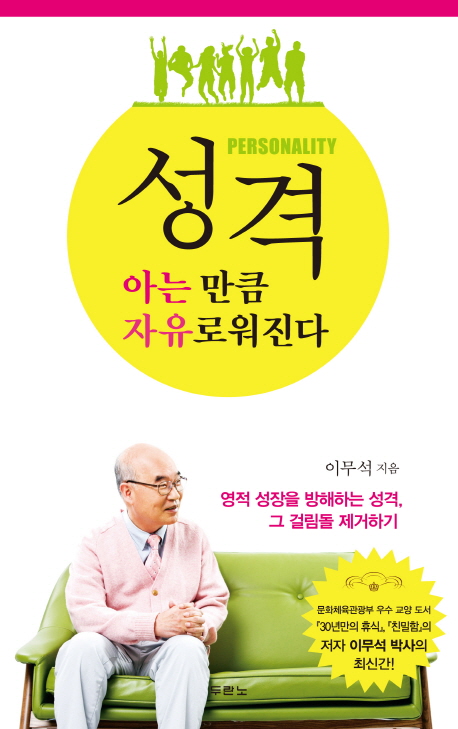 PERSONALITY
성격
아는 만큼
자유로워진다
이무석 지음
영적 성장을 방해하는 성격,
그 걸림돌 제거하기
문화체육관광부 우수 교양 도서
『30년만의 휴식』, 『친밀함』의
저자 이무석 박사의
최신간!
두란노